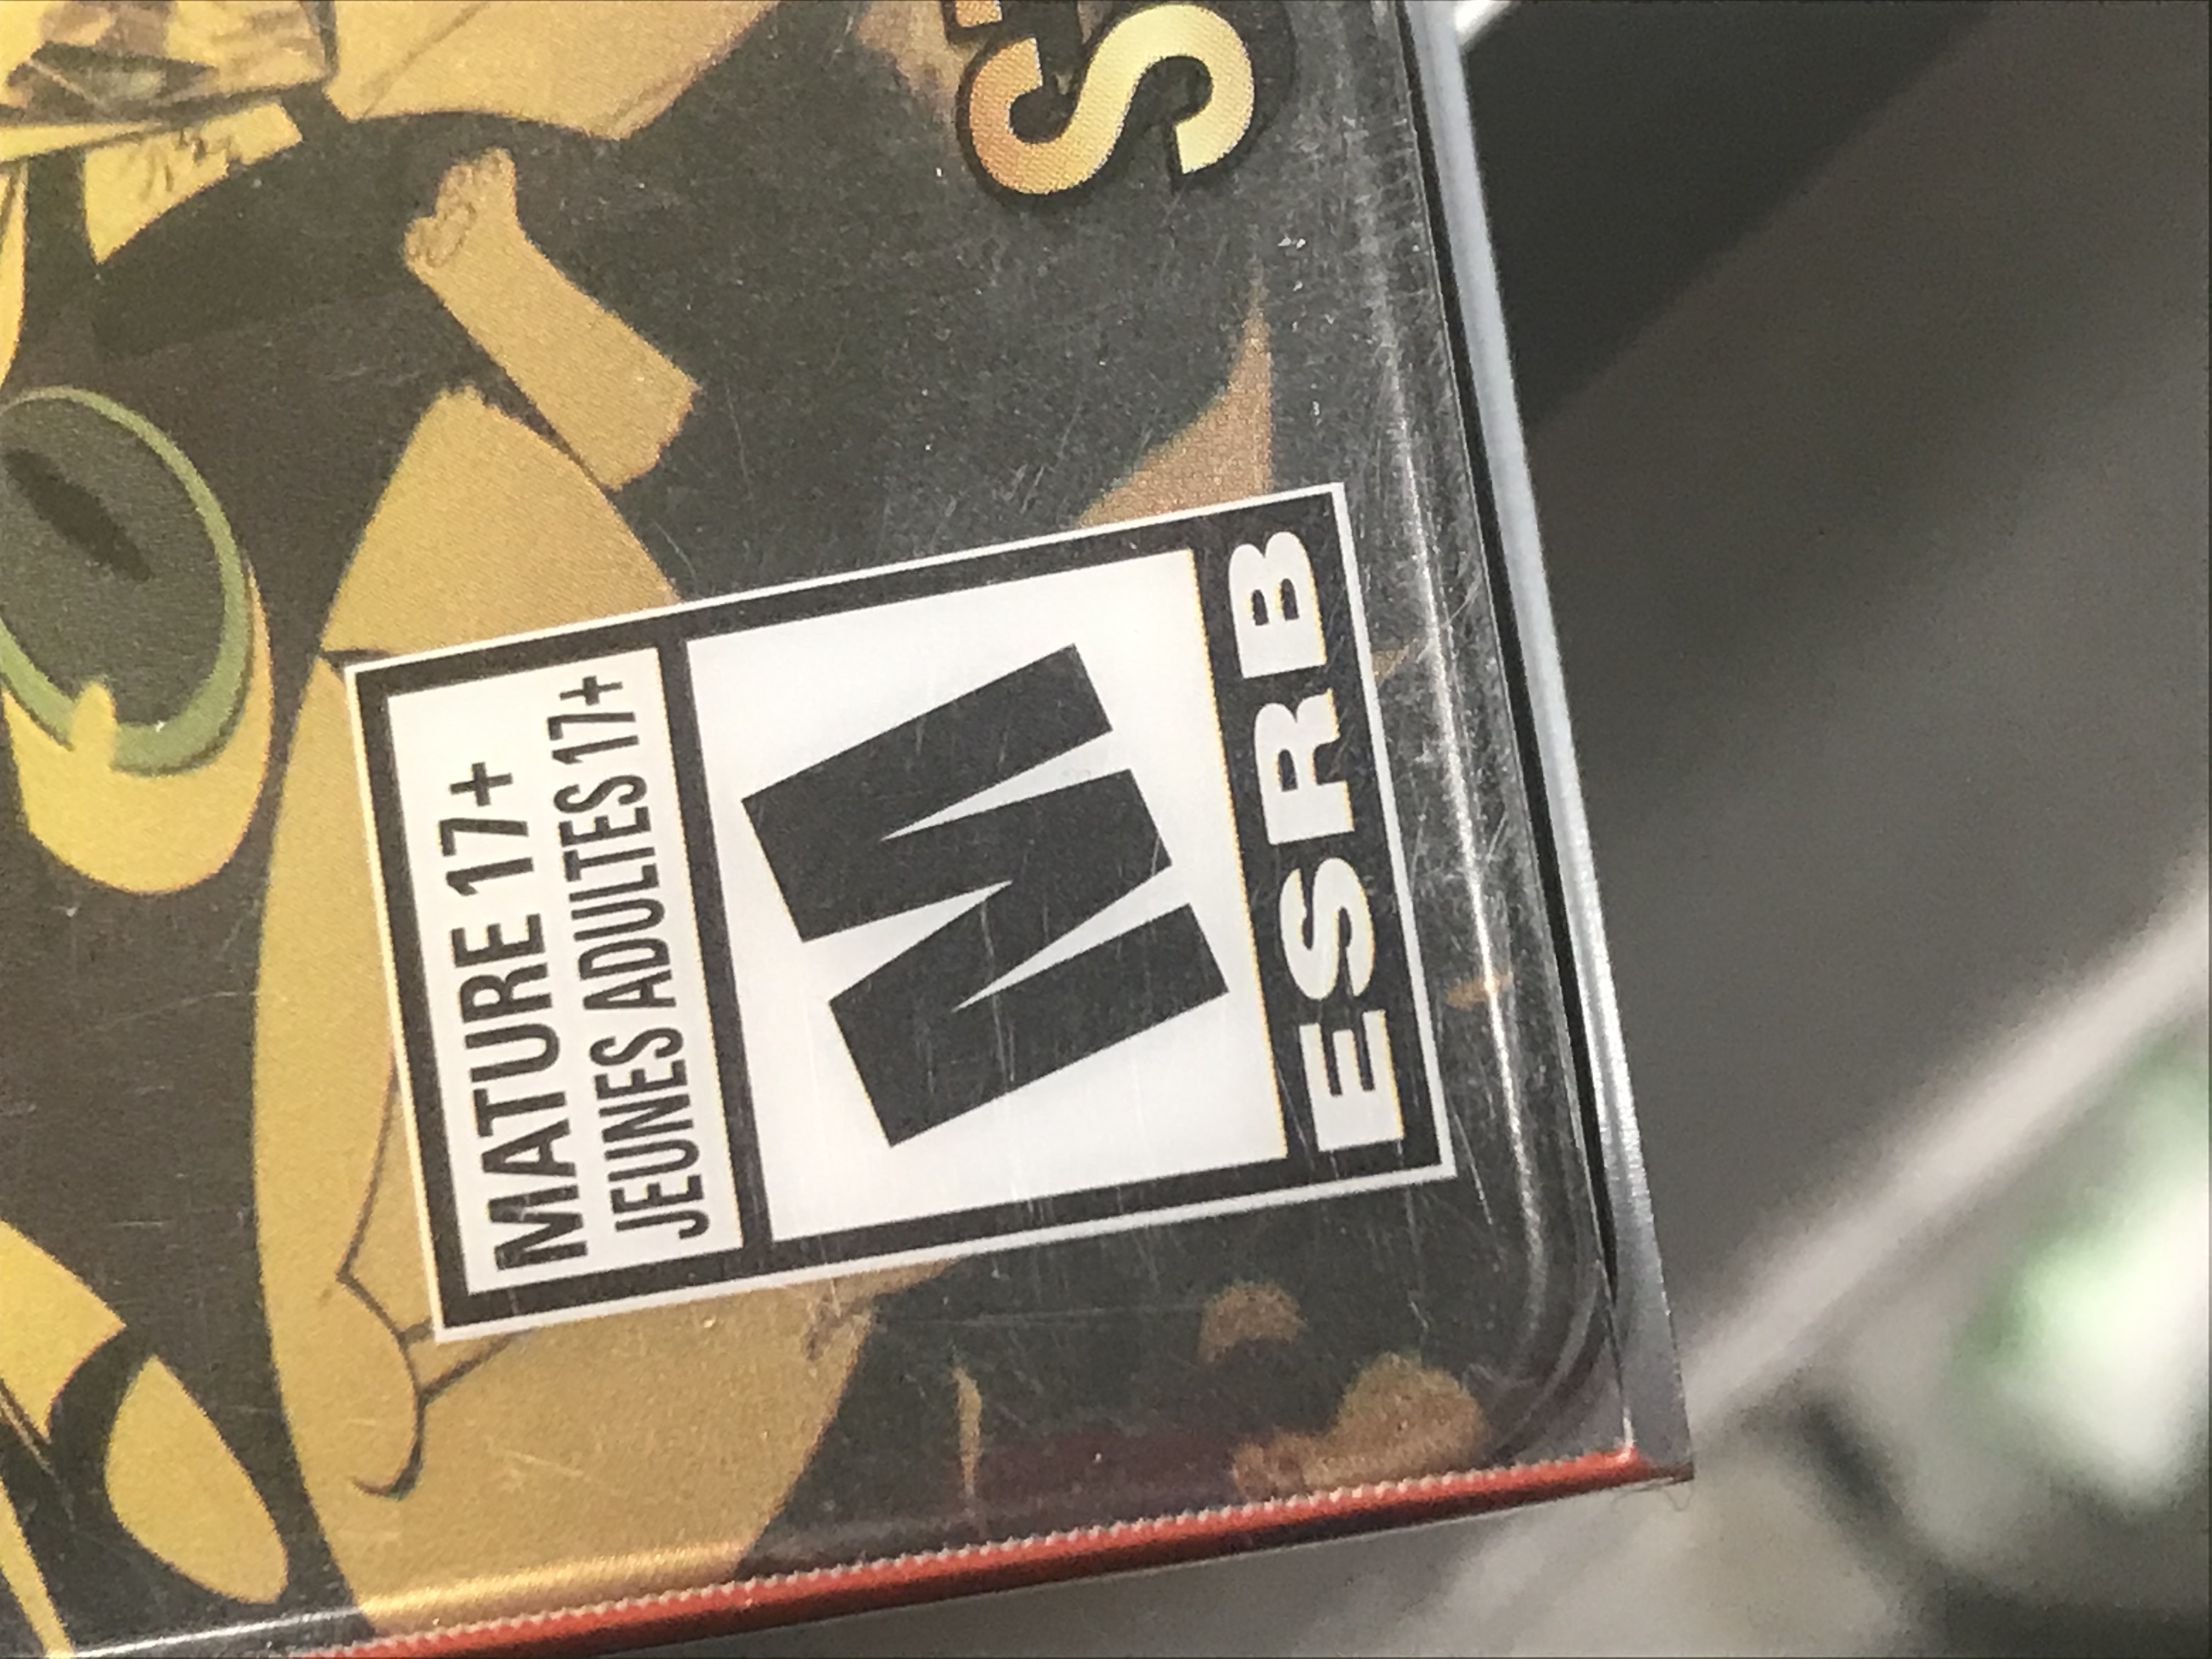 S
MATURE 17+
JEUNES ADULTES 17+
M
ESRB